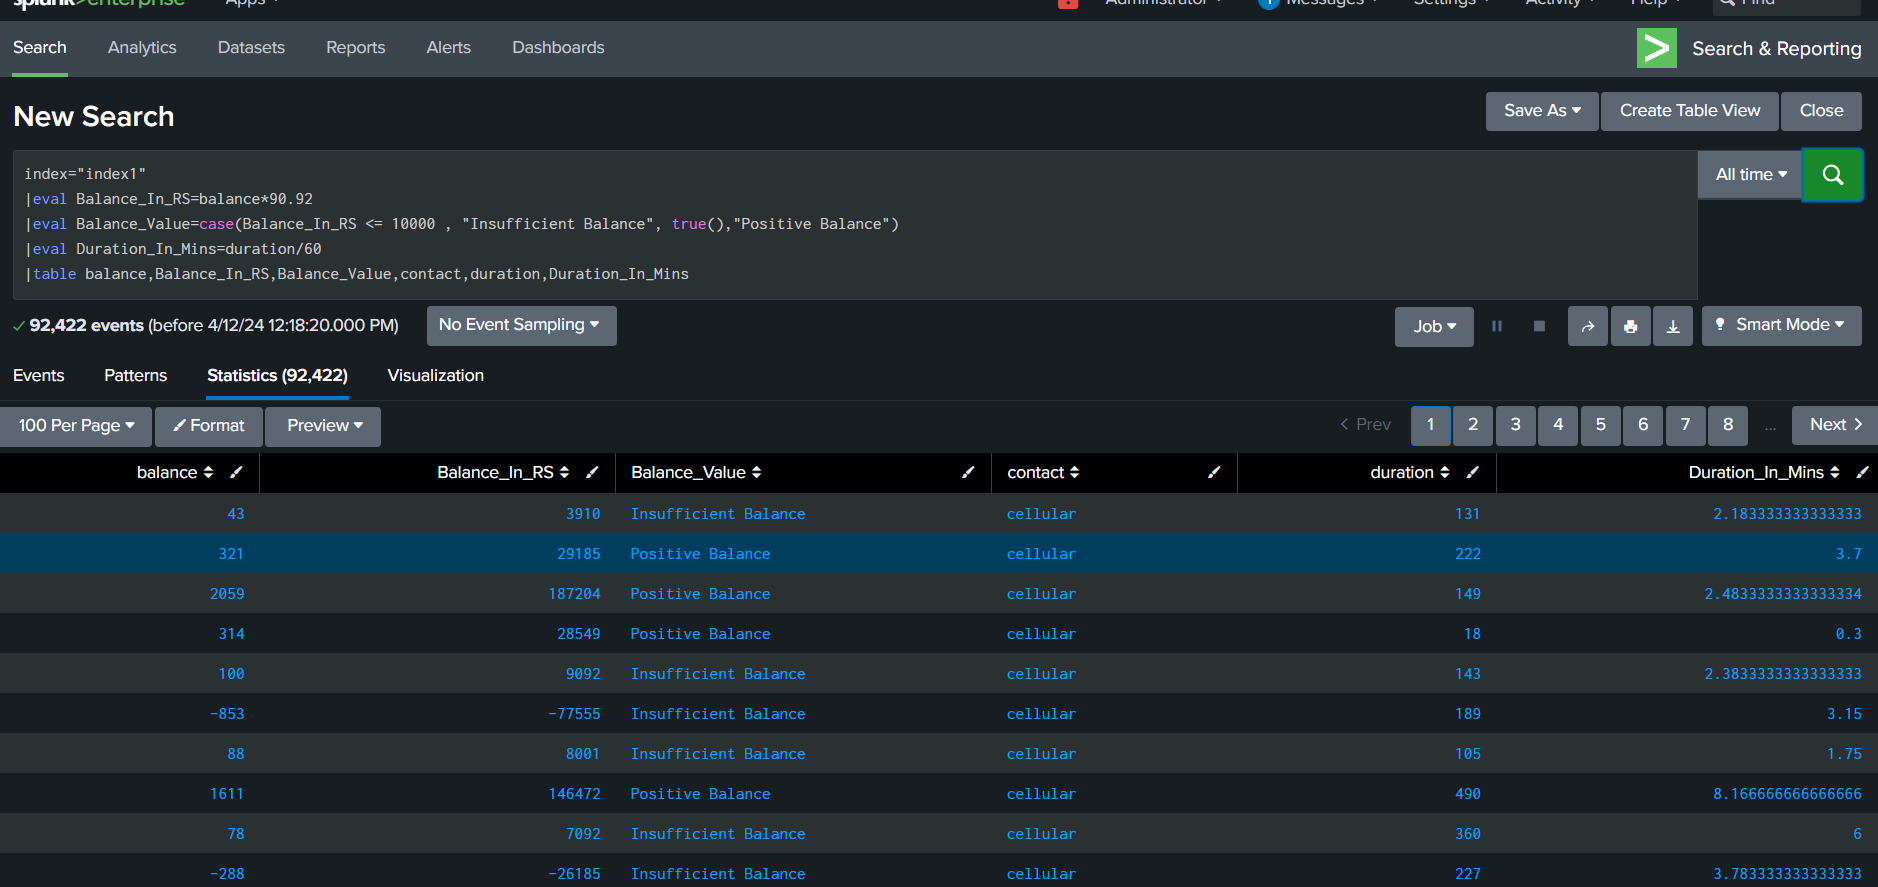 splunk>enterprise Apps Administrator Messages Settings Activity Help Find
Search Analytics Datasets Reports Alerts Dashboards Search & Reporting
New Search Save As Create Table View Close
index="index1"
|eval Balance_In_RS=balance*90.92
|eval Balance_Value=case(Balance_In_RS <= 10000 , "Insufficient Balance", true(),"Positive Balance")
|eval Duration_In_Mins=duration/60
|table balance,Balance_In_RS,Balance_Value,contact,duration,Duration_In_Mins
All time
92,422 events (before 4/12/24 12:18:20.000 PM) No Event Sampling Job Smart Mode
Events Patterns Statistics (92,422) Visualization
100 Per Page Format Preview < Prev 1 2 3 4 5 6 7 8 ... Next >
balance Balance_In_RS Balance_Value contact duration Duration_In_Mins
43 3910 Insufficient Balance cellular 131 2.183333333333333
321 29185 Positive Balance cellular 222 3.7
2059 187204 Positive Balance cellular 149 2.4833333333333334
314 28549 Positive Balance cellular 18 0.3
100 9092 Insufficient Balance cellular 143 2.3833333333333333
-853 -77555 Insufficient Balance cellular 189 3.15
88 8001 Insufficient Balance cellular 105 1.75
1611 146472 Positive Balance cellular 490 8.166666666666666
78 7092 Insufficient Balance cellular 360 6
-288 -26185 Insufficient Balance cellular 227 3.783333333333333